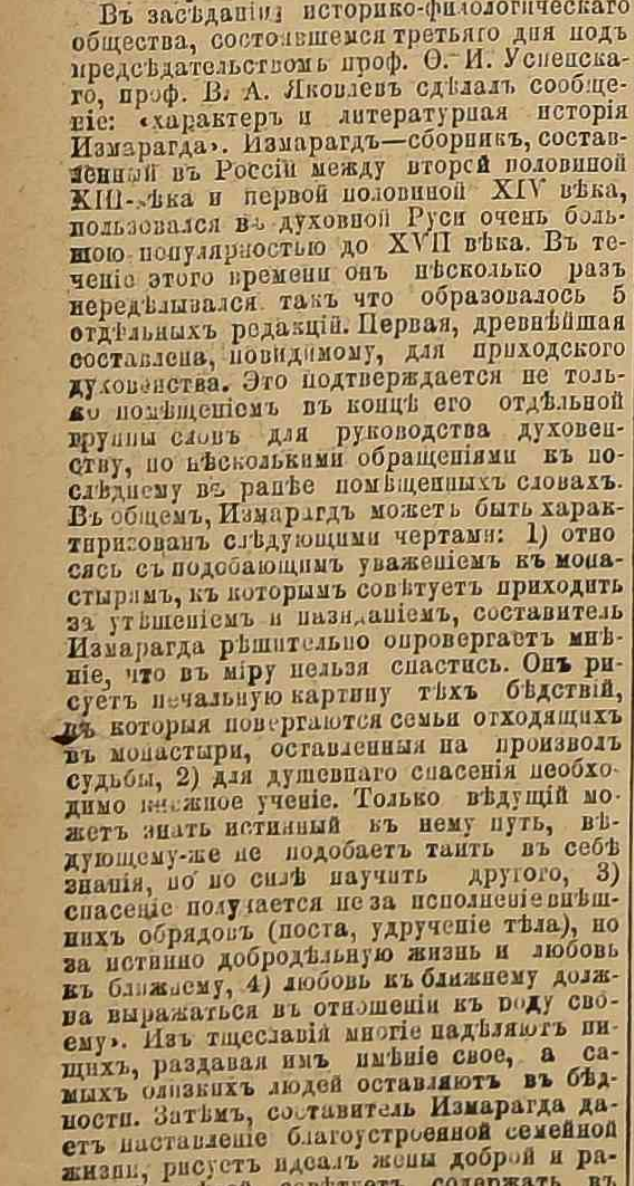 Въ засѣданіи историко-филологическаго
общества, состоявшемся третьяго дня подъ
предсѣдательствомъ проф. Ѳ. И. Успенска-
го, проф. В. А. Яковлевъ сдѣлалъ сообще-
ніе: «характеръ и литературная исторія
Измарагда». Измарагдъ—сборникъ, состав-
ленный въ Россіи между второй половиной
XIII-вѣка и первой половиной XIV вѣка,
пользовался въ духовной Руси очень боль-
шою популярностью до XVII вѣка. Въ те-
ченіе этого времени онъ нѣсколько разъ
передѣлывался такъ что образовалось 5
отдѣльныхъ редакцій. Первая, древнѣйшая
составлена, повидимому, для приходского
духовенства. Это подтверждается не толь-
ко помѣщеніемъ въ концѣ его отдѣльной
группы словъ для руководства духовен-
ству, но нѣсколькими обращеніями къ по-
слѣднему въ ранѣе помѣщенныхъ словахъ.
Въ общемъ, Измарагдъ можетъ быть харак-
тиризованъ слѣдующими чертами: 1) отно
сясь съ подобающимъ уваженіемъ къ мона-
стырямъ, къ которымъ совѣтуетъ приходить
за утѣшеніемъ и назиданіемъ, составитель
Измарагда рѣшительно опровергаетъ мнѣ-
ніе, что въ міру нельзя спастись. Онъ ри-
суетъ печальную картину тѣхъ бѣдствій,
въ которыя повергаются семьи отходящихъ
въ монастыри, оставленныя на произволъ
судьбы, 2) для душевнаго спасенія необхо-
димо книжное ученіе. Только вѣдущій мо-
жетъ знать истинный къ нему путь, вѣ-
дующему-же не подобаетъ таить въ себѣ
знанія, но по силѣ научить другого, 3)
спасеніе получается не за исполненіе внѣш-
нихъ обрядовъ (поста, удрученіе тѣла), но
за истинно добродѣтельную жизнь и любовь
къ ближнему, 4) любовь къ ближнему долж-
на выражаться въ отношеніи къ роду сво-
ему». Изъ тщеславія многіе надѣляютъ ни-
щихъ, раздавая имъ имѣніе свое, а са-
мыхъ близкихъ людей оставляютъ въ бѣд-
ности. Затѣмъ, составитель Измарагда да-
етъ наставленіе благоустроенной семейной
жизни, рисуетъ идеалъ жены доброй и ра-
совѣтуетъ содержать въ